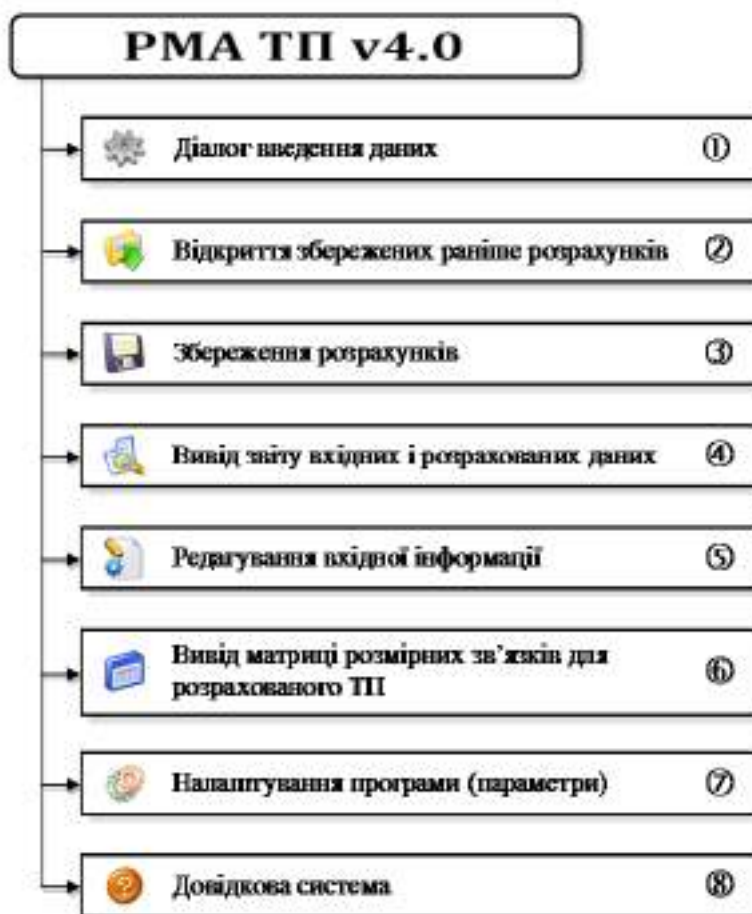 РМА ТП v4.0
Діалог введення даних ①
Відкриття збережених раніше розрахунків ②
Збереження розрахунків ③
Вивід звіту вхідних і розрахованих даних ④
Редагування вхідної інформації ⑤
Вивід матриці розмірних зв’язків для
розрахованого ТП ⑥
Налаштування програми (параметри) ⑦
Довідкова система ⑧